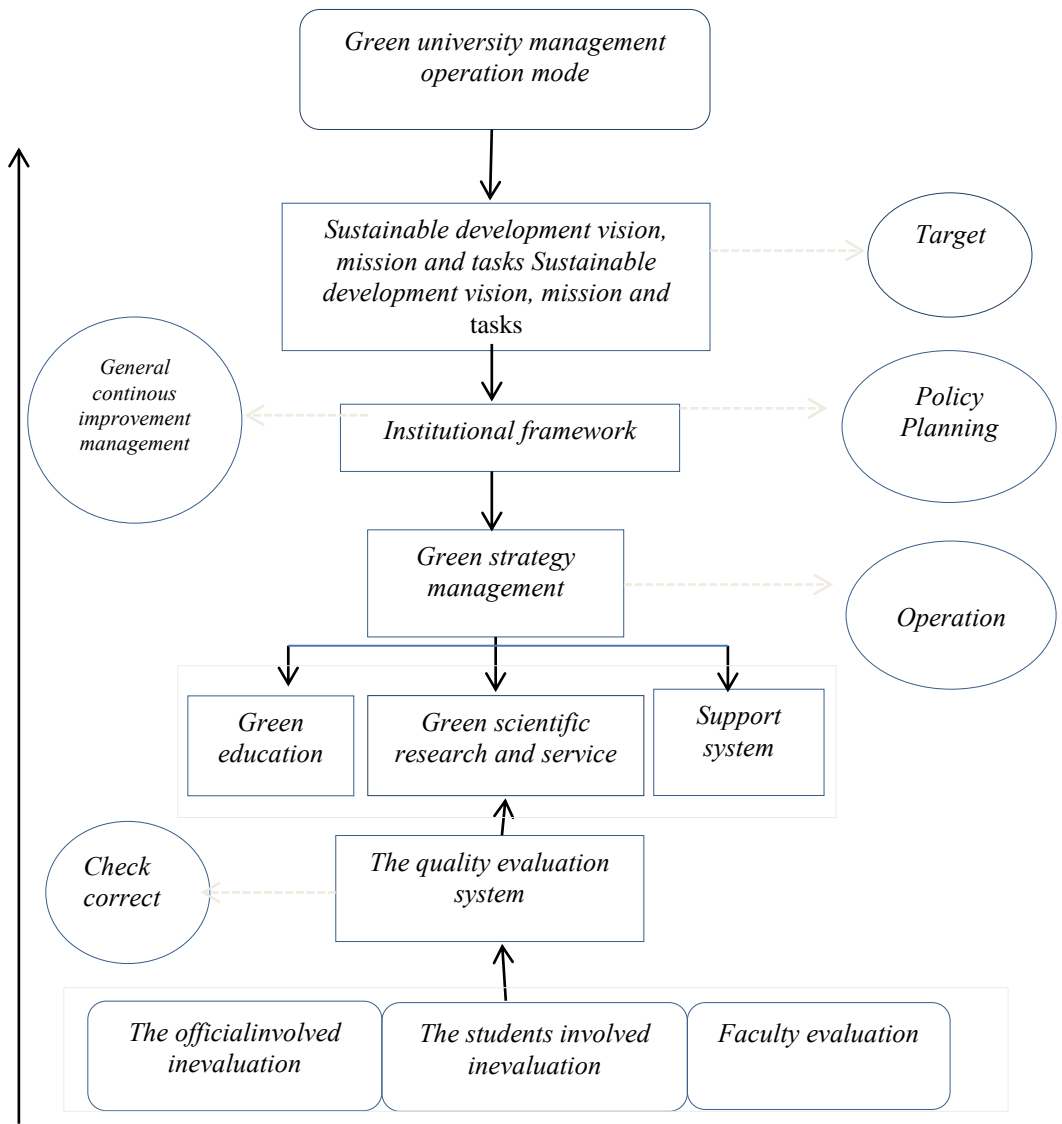 Green university management
operation mode
Sustainable development vision,
mission and tasks Sustainable
development vision, mission and
tasks
Target
General
continous
improvement
management
Institutional framework
Policy
Planning
Green strategy
management
Operation
Green
education
Green scientific
research and service
Support
system
Check
correct
The quality evaluation
system
The officialinvolved
inevaluation
The students involved
inevaluation
Faculty evaluation